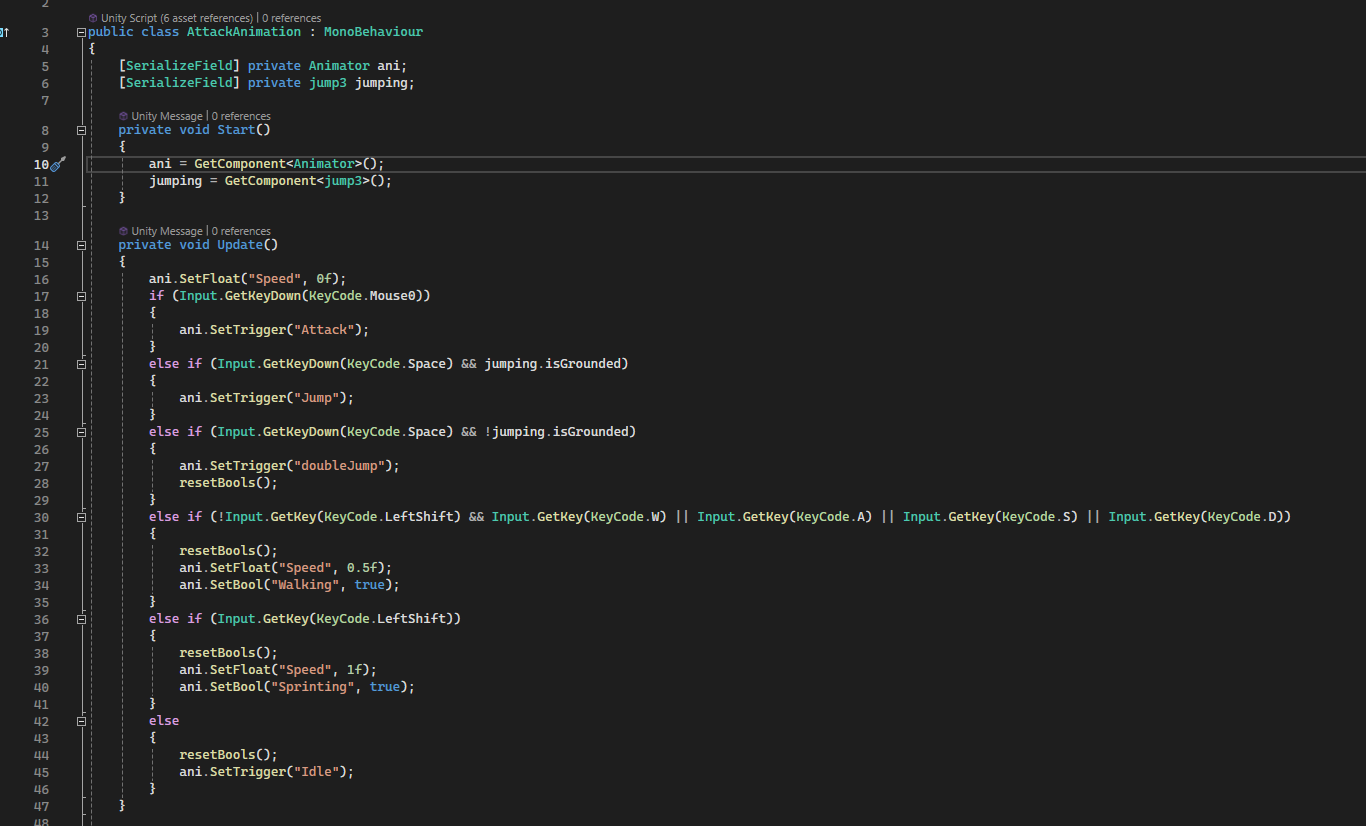 2
Unity Script (6 asset references) | 0 references
3 public class AttackAnimation : MonoBehaviour
4 {
5 [SerializeField] private Animator ani;
6 [SerializeField] private jump3 jumping;
7
Unity Message | 0 references
8 private void Start()
9 {
10 ani = GetComponent<Animator>();
11 jumping = GetComponent<jump3>();
12 }
13
Unity Message | 0 references
14 private void Update()
15 {
16 ani.SetFloat("Speed", 0f);
17 if (Input.GetKeyDown(KeyCode.Mouse0))
18 {
19 ani.SetTrigger("Attack");
20 }
21 else if (Input.GetKeyDown(KeyCode.Space) && jumping.isGrounded)
22 {
23 ani.SetTrigger("Jump");
24 }
25 else if (Input.GetKeyDown(KeyCode.Space) && !jumping.isGrounded)
26 {
27 ani.SetTrigger("doubleJump");
28 resetBools();
29 }
30 else if (!Input.GetKey(KeyCode.LeftShift) && Input.GetKey(KeyCode.W) || Input.GetKey(KeyCode.A) || Input.GetKey(KeyCode.S) || Input.GetKey(KeyCode.D))
31 {
32 resetBools();
33 ani.SetFloat("Speed", 0.5f);
34 ani.SetBool("Walking", true);
35 }
36 else if (Input.GetKey(KeyCode.LeftShift))
37 {
38 resetBools();
39 ani.SetFloat("Speed", 1f);
40 ani.SetBool("Sprinting", true);
41 }
42 else
43 {
44 resetBools();
45 ani.SetTrigger("Idle");
46 }
47 }
48